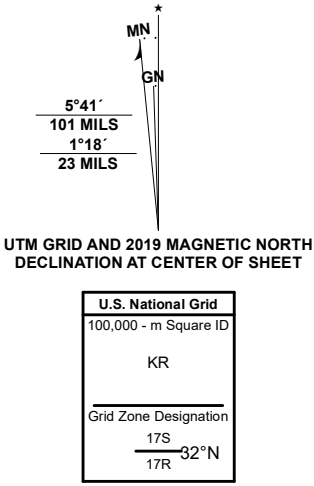 ★
MN
GN
5°41´
101 MILS
1°18´
23 MILS
UTM GRID AND 2019 MAGNETIC NORTH
DECLINATION AT CENTER OF SHEET
U.S. National Grid
100,000 - m Square ID
KR
Grid Zone Designation
17S
32°N
17R